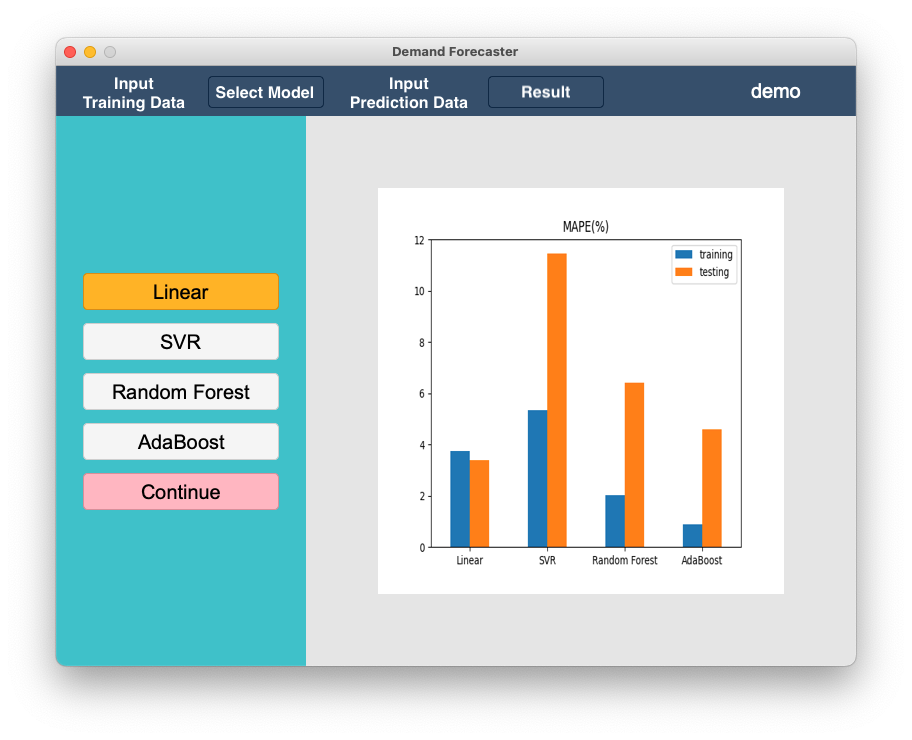 Demand Forecaster
Input
Training Data
Select Model
Input
Prediction Data
Result
demo
Linear
SVR
Random Forest
AdaBoost
Continue
MAPE(%)
training
testing
12
10
8
6
4
2
0
Linear
SVR
Random Forest
AdaBoost